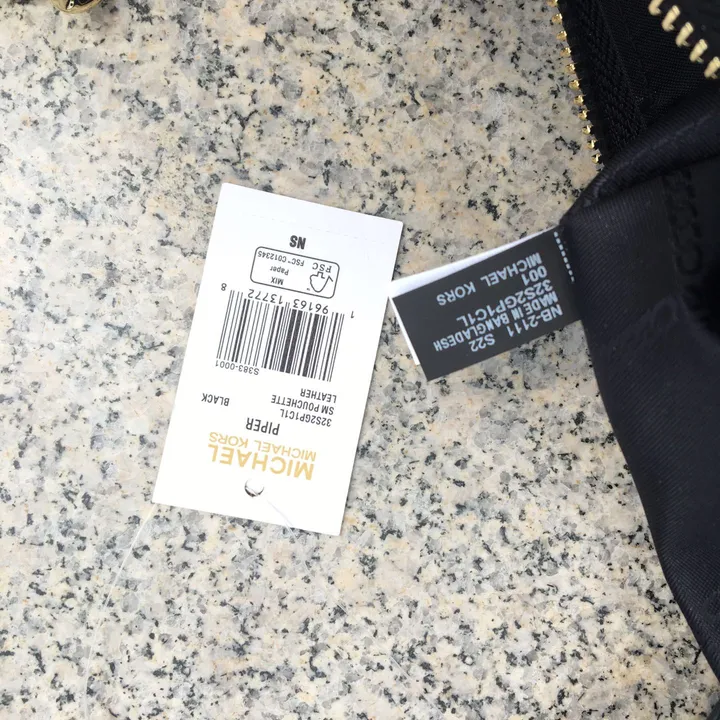 MICHAEL
MICHAEL KORS
PIPER
32S2GP1C1L BLACK
SM POUCHETTE
LEATHER
S383-0001
1 96163 13772 8
FSC
MIX
Paper
FSC™ C012345
NS
MICHAEL KORS
001
32S2GP1C1L
MADE IN BANGLADESH
NB-2111 S22